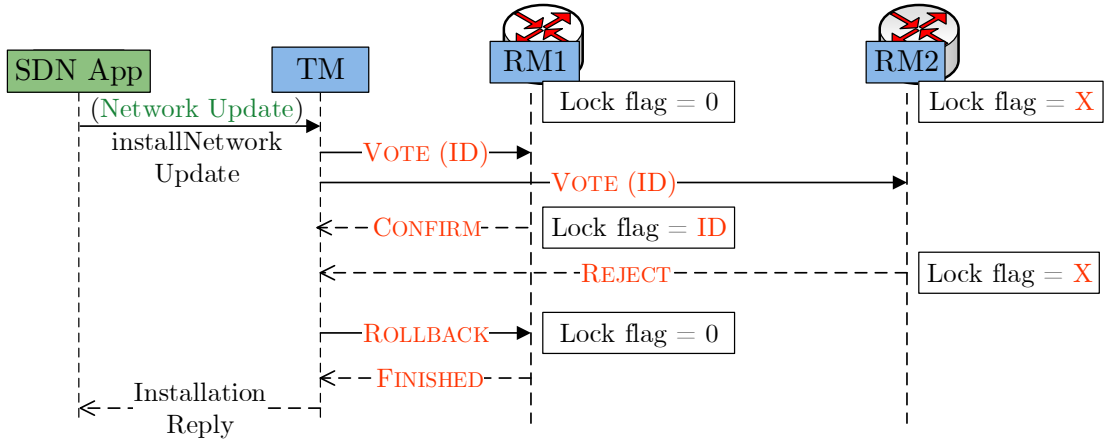 SDN App
TM
RM1
RM2
Lock flag = 0
Lock flag = X
(Network Update)
installNetwork
Update
VOTE (ID)
VOTE (ID)
CONFIRM
Lock flag = ID
REJECT
Lock flag = X
ROLLBACK
Lock flag = 0
FINISHED
Installation
Reply